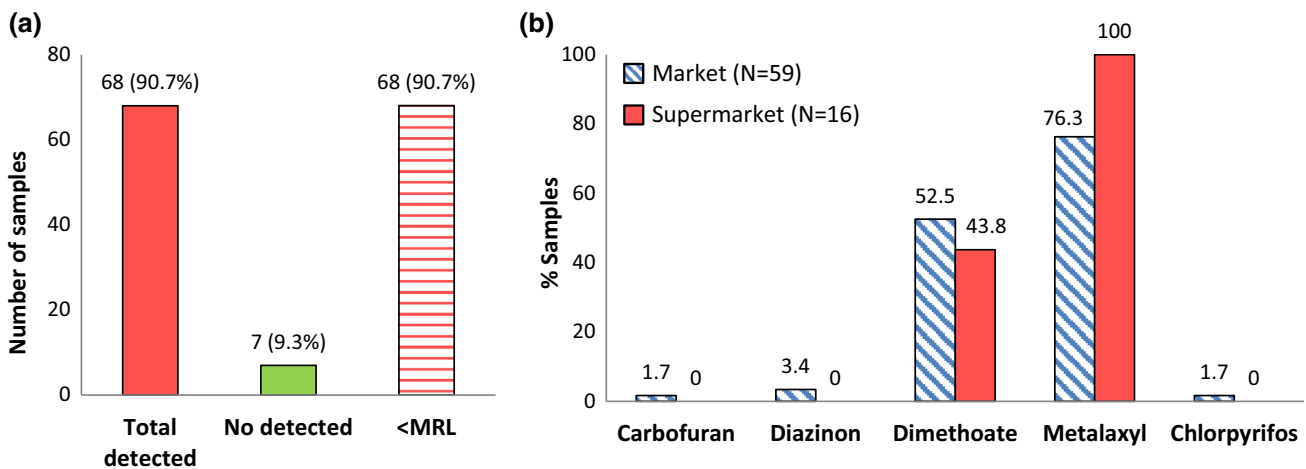 (a)
80
60
40
20
0
Number of samples
68 (90.7%)
7 (9.3%)
68 (90.7%)
Total
detected
No detected
<MRL
(b)
100
80
60
40
20
0
% Samples
Market (N=59)
Supermarket (N=16)
1.7
0
3.4
0
52.5
43.8
76.3
100
1.7
0
Carbofuran
Diazinon
Dimethoate
Metalaxyl
Chlorpyrifos